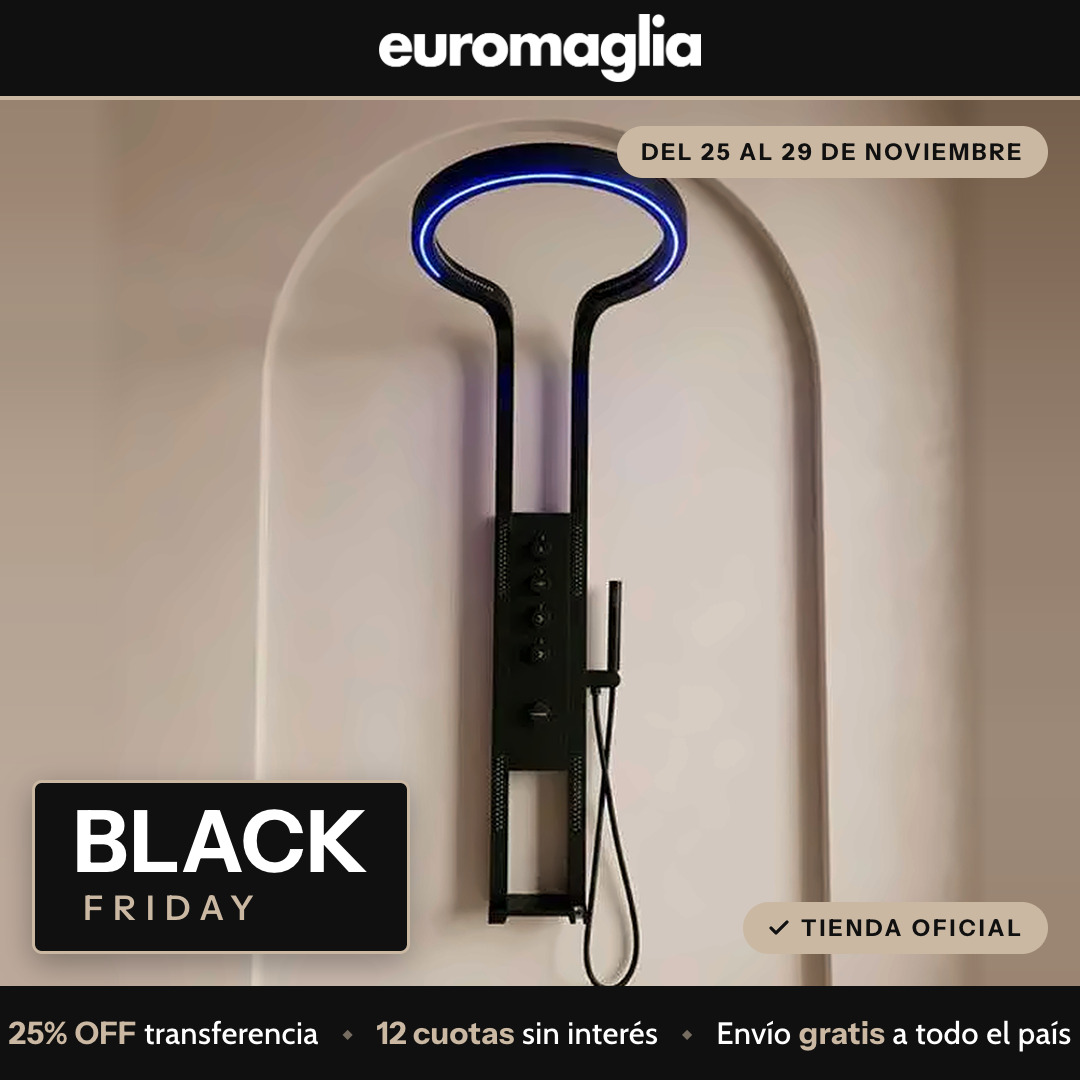 euromaglia
DEL 25 AL 29 DE NOVIEMBRE
BLACK
FRIDAY
✓ TIENDA OFICIAL
25% OFF transferencia ◆ 12 cuotas sin interés ◆ Envío gratis a todo el país